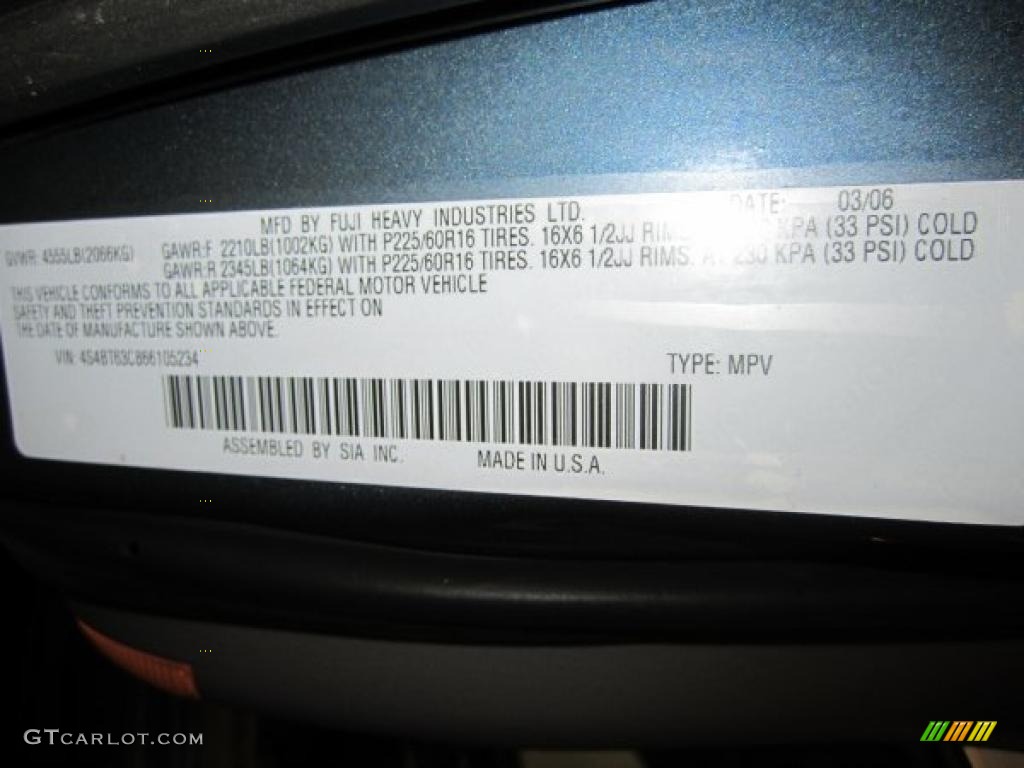 MFD BY FUJI HEAVY INDUSTRIES LTD. DATE: 03/06
GVWR: 4555LB(2066KG) GAWR:F 2210LB(1002KG) WITH P225/60R16 TIRES. 16X6 1/2JJ RIMS. KPA (33 PSI) COLD
GAWR:R 2345LB(1064KG) WITH P225/60R16 TIRES. 16X6 1/2JJ RIMS. AT 230 KPA (33 PSI) COLD
THIS VEHICLE CONFORMS TO ALL APPLICABLE FEDERAL MOTOR VEHICLE
SAFETY AND THEFT PREVENTION STANDARDS IN EFFECT ON
THE DATE OF MANUFACTURE SHOWN ABOVE.
VIN: 4S4BT63C866105234 TYPE: MPV
ASSEMBLED BY SIA INC. MADE IN U.S.A.
GTCARLOT.COM